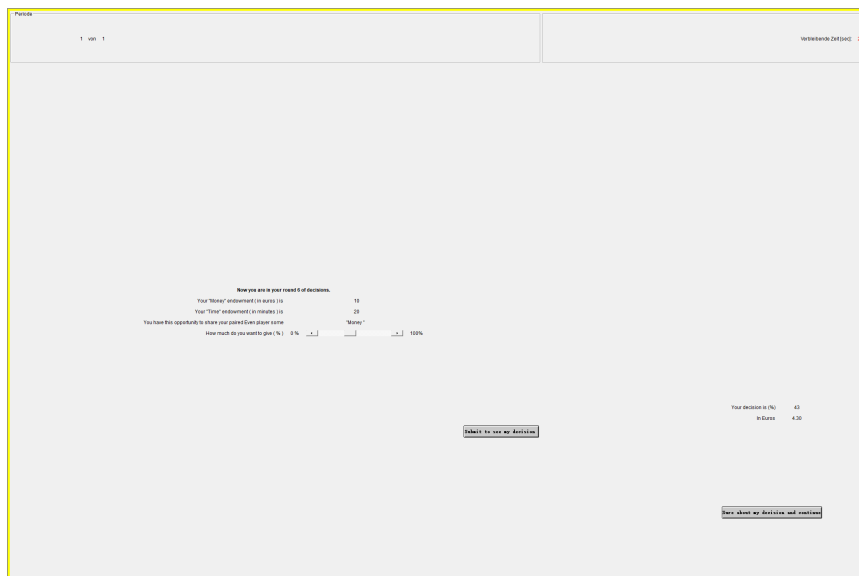 Periode
1 von 1
Verbleibende Zeit [sec]:
Now you are in your round 6 of decisions.
Your "Money" endowment ( in euros ) is 10
Your "Time" endowment ( in minutes ) is 20
You have this opportunity to share your paired Even player some "Money "
How much do you want to give ( % ) 0 % 100%
Your decision is (%) 43
In Euros 4.30
Submit to see my decision
Sure about my decision and continue